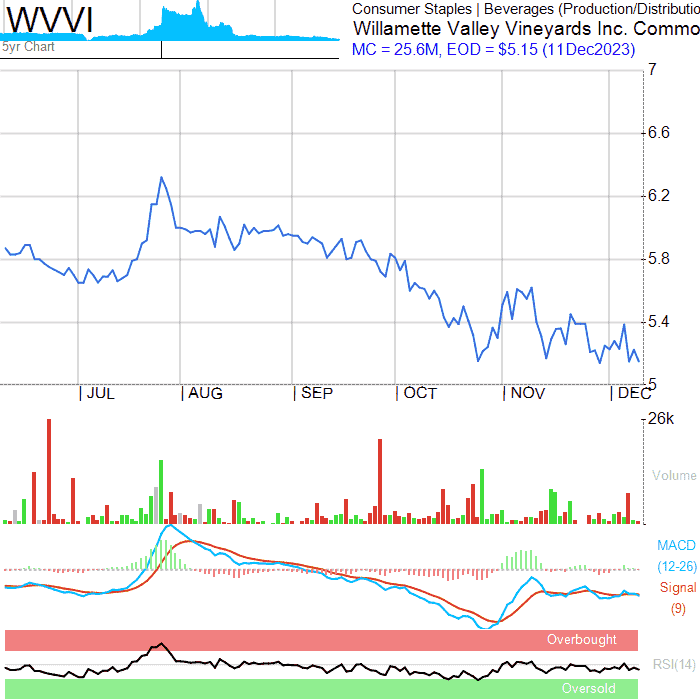 WVVI
5yr Chart
Consumer Staples | Beverages (Production/Distributio
Willamette Valley Vineyards Inc. Commo
MC = 25.6M, EOD = $5.15 (11Dec2023)
7
6.6
6.2
5.8
5.4
5
| JUL | AUG | SEP | OCT | NOV | DEC
26k
Volume
MACD
(12-26)
Signal
(9)
Overbought
RSI(14)
Oversold